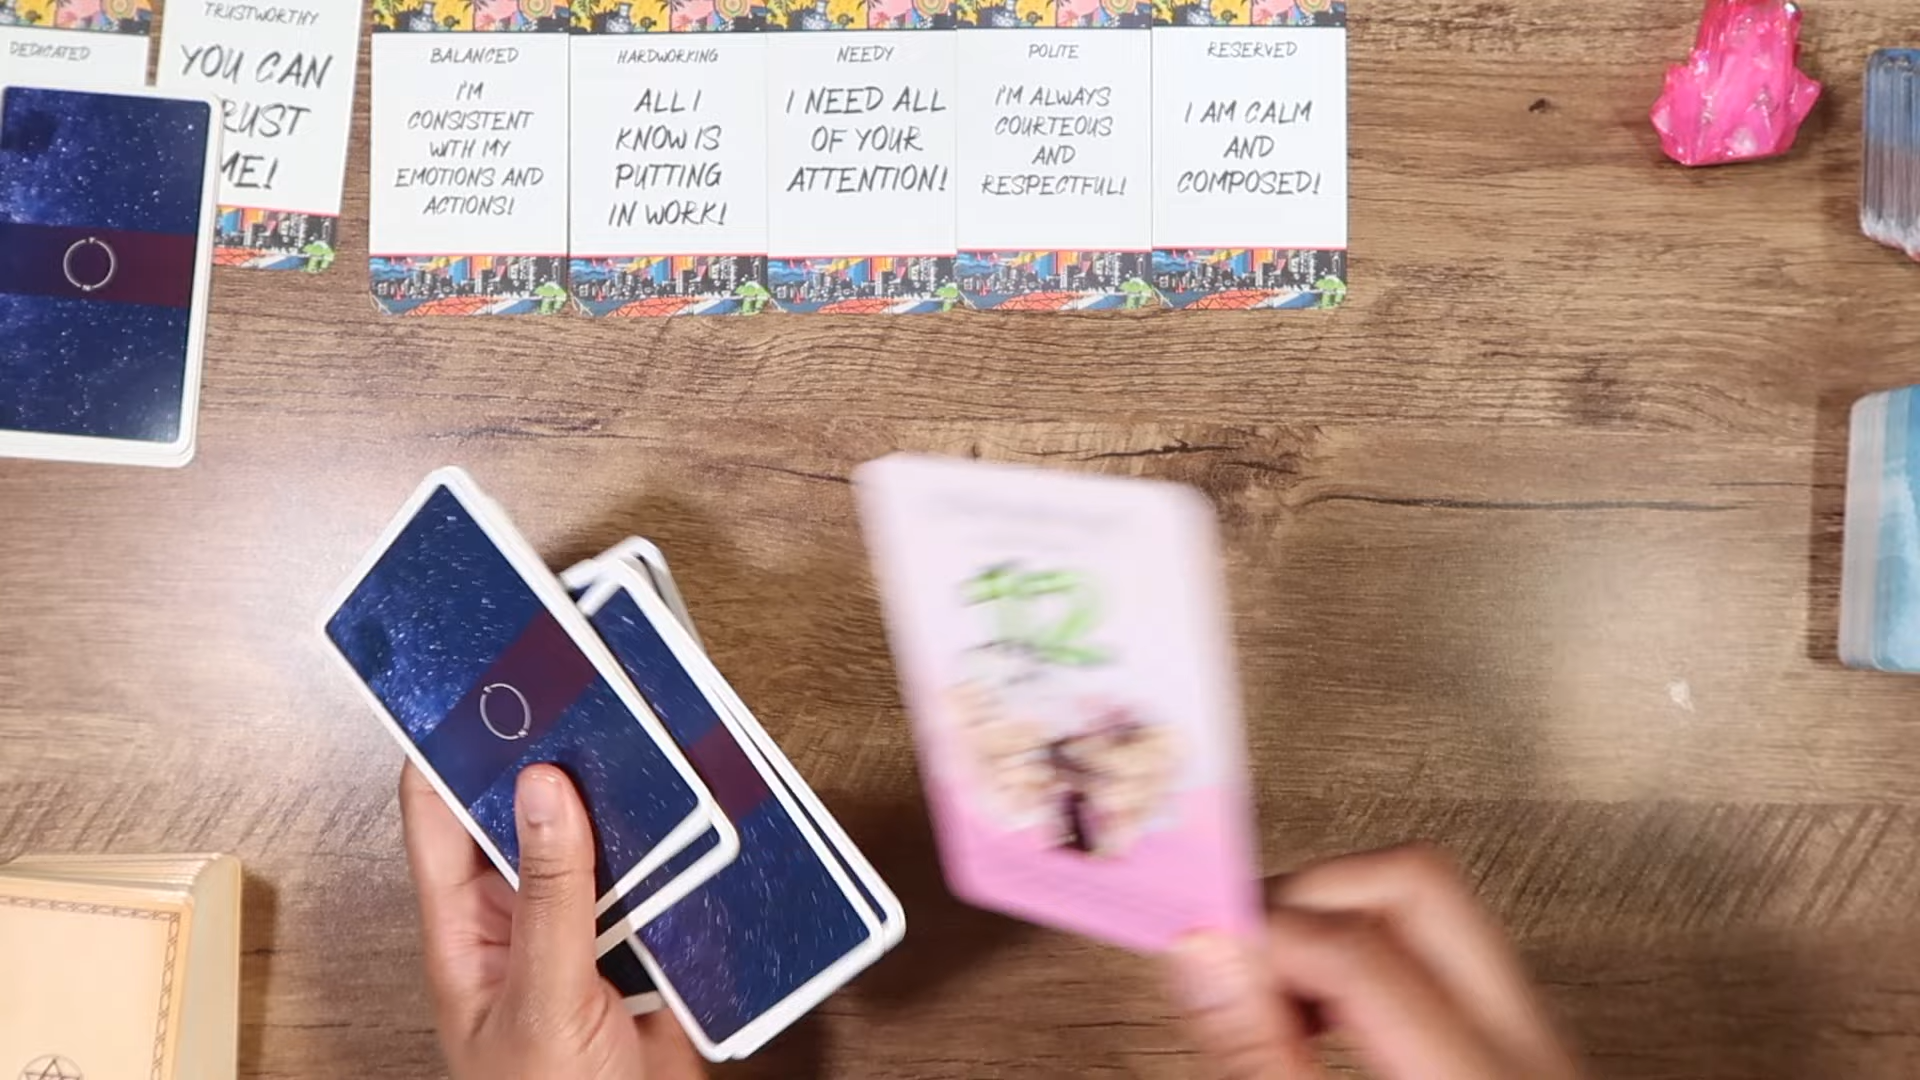 DEDICATED
TRUSTWORTHY
YOU CAN
TRUST
ME!
BALANCED
I'M
CONSISTENT
WITH MY
EMOTIONS AND
ACTIONS!
HARDWORKING
ALL I
KNOW IS
PUTTING
IN WORK!
NEEDY
I NEED ALL
OF YOUR
ATTENTION!
POLITE
I'M ALWAYS
COURTEOUS
AND
RESPECTFUL!
RESERVED
I AM CALM
AND
COMPOSED!